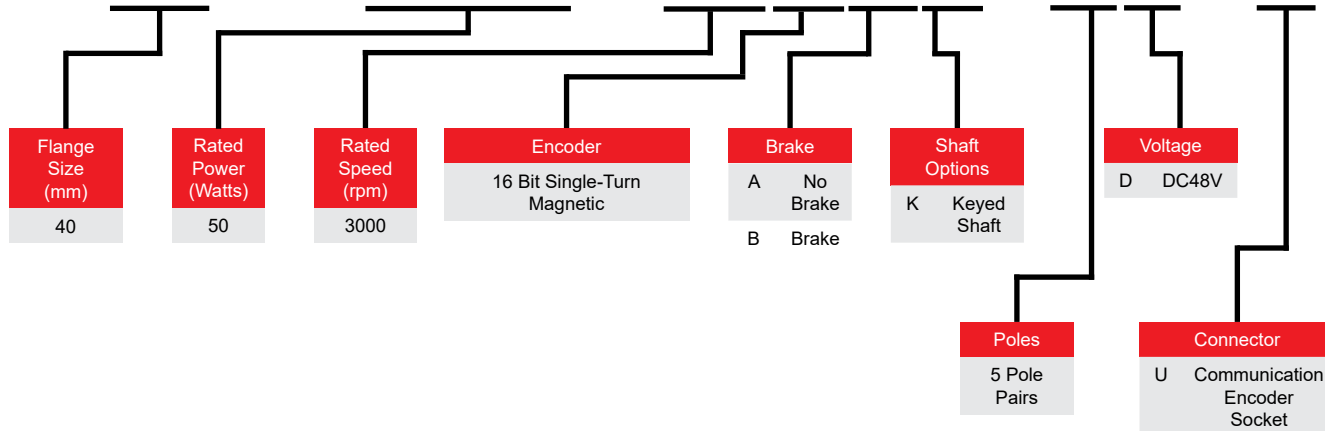 Flange
Size
(mm)
40
Rated
Power
(Watts)
50
Rated
Speed
(rpm)
3000
Encoder
16 Bit Single-Turn
Magnetic
Brake
A No
Brake
B Brake
Shaft
Options
K Keyed
Shaft
Voltage
D DC48V
Poles
5 Pole
Pairs
Connector
U Communication
Encoder
Socket